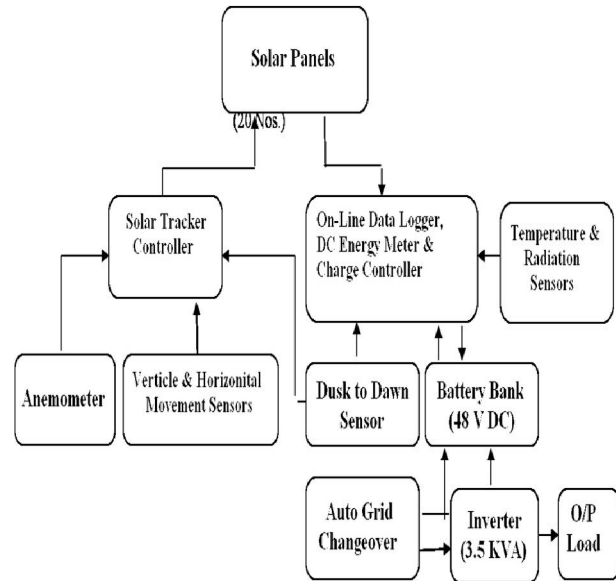 Solar Panels
(20 Nos.)
Solar Tracker
Controller
On-Line Data Logger,
DC Energy Meter &
Charge Controller
Temperature &
Radiation
Sensors
Anemometer
Verticle & Horizonital
Movement Sensors
Dusk to Dawn
Sensor
Battery Bank
(48 V DC)
Auto Grid
Changeover
Inverter
(3.5 KVA)
O/P
Load